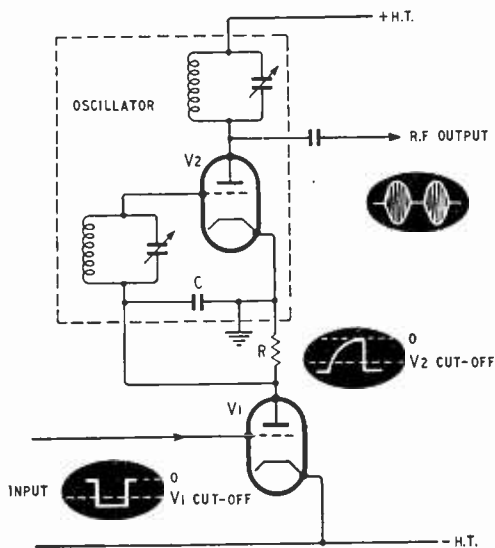 + H.T.
OSCILLATOR
R.F OUTPUT
V2
C
R
0
V2 CUT-OFF
V1
INPUT
0
V1 CUT-OFF
- H.T.